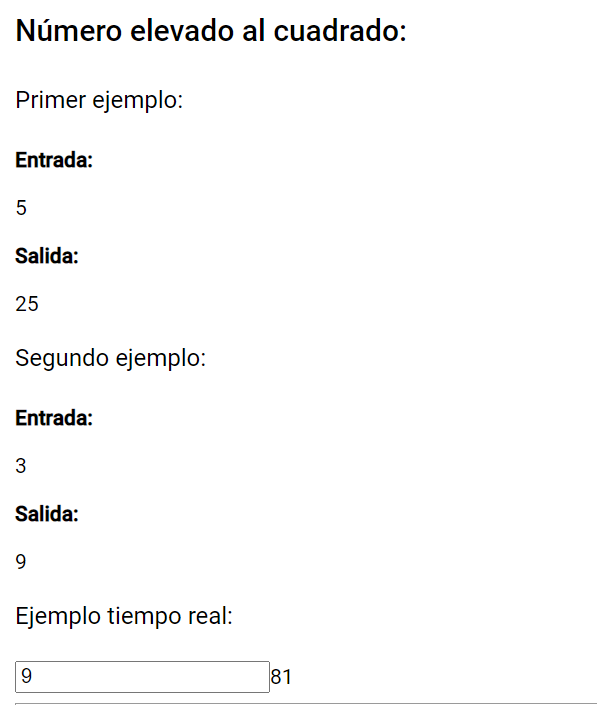 Número elevado al cuadrado:
Primer ejemplo:
Entrada:
5
Salida:
25
Segundo ejemplo:
Entrada:
3
Salida:
9
Ejemplo tiempo real:
9 81